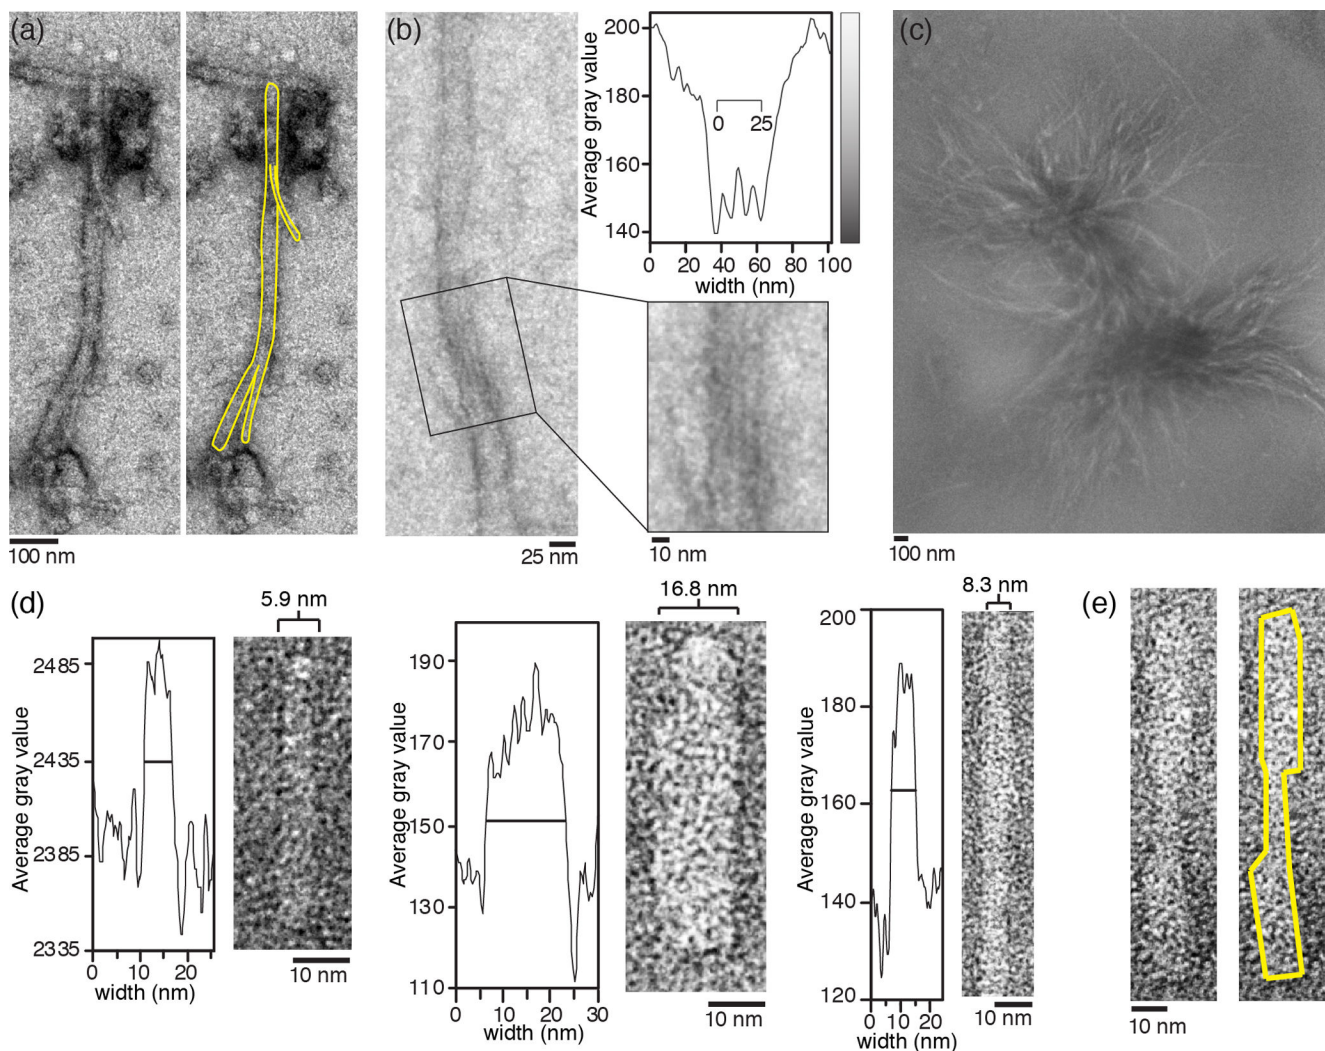 (a)
100 nm
(b)
25 nm
Average gray value
200
180
160
140
0 25
0 20 40 60 80 100
width (nm)
10 nm
(c)
100 nm
(d)
Average gray value
2485
2435
2385
2335
0 10 20
width (nm)
5.9 nm
10 nm
Average gray value
190
170
150
130
110
0 10 20 30
width (nm)
16.8 nm
10 nm
Average gray value
200
180
160
140
120
0 10 20
width (nm)
8.3 nm
10 nm
(e)
10 nm